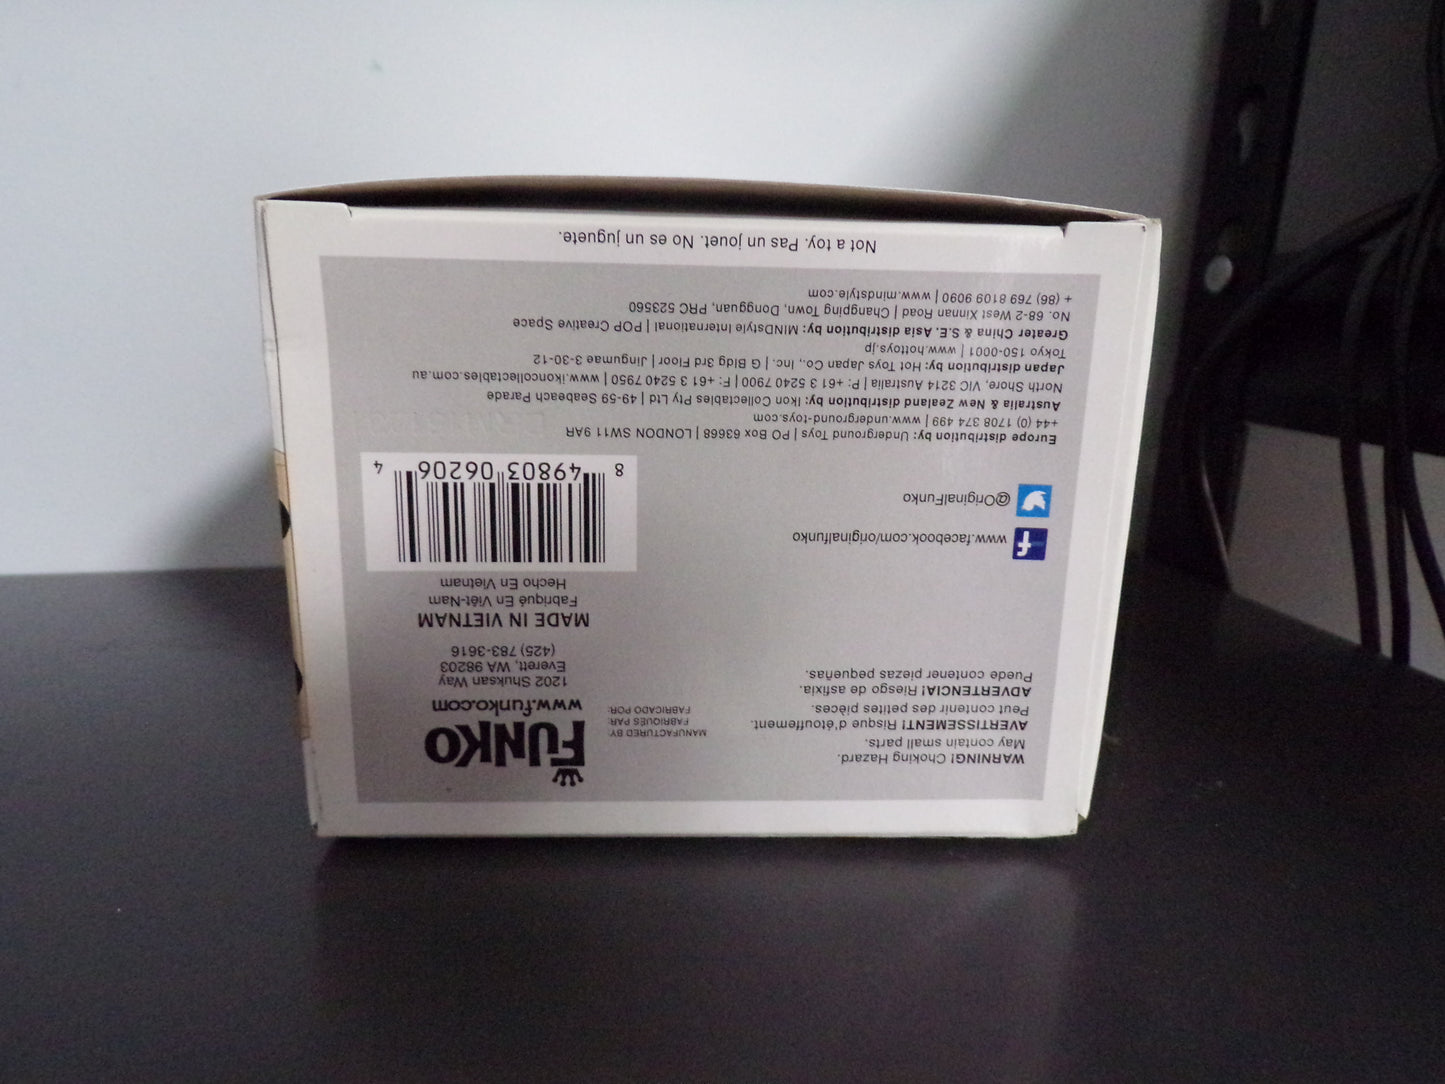 WARNING! Choking Hazard.
May contain small parts.
AVERTISSEMENT! Risque d'étouffement.
Peut contenir des petites pièces.
ADVERTENCIA! Riesgo de asfixia.
Puede contener piezas pequeñas.
MANUFACTURED BY:
FABRIQUÉS PAR:
FABRICADO POR:
FUNKO
www.funko.com
1202 Shuksan Way
Everett, WA 98203
(425) 783-3616
MADE IN VIETNAM
Fabriqué En Viêt-Nam
Hecho En Vietnam
f www.facebook.com/originalfunko
@OriginalFunko
8 49803 06206 4
Europe distribution by: Underground Toys | PO Box 63668 | LONDON SW11 9AR
+44 (0) 1708 374 499 | www.underground-toys.com
Australia & New Zealand distribution by: Ikon Collectables Pty Ltd | 49-59 Seabeach Parade
North Shore, VIC 3214 Australia | P: +61 3 5240 7900 | F: +61 3 5240 7950 | www.ikoncollectables.com.au
Japan distribution by: Hot Toys Japan Co., Inc. | G Bldg 3rd Floor | Jingumae 3-30-12
Tokyo 150-0001 | www.hottoys.jp
Greater China & S.E. Asia distribution by: MINDstyle International | POP Creative Space
No. 68-2 West Xinnan Road | Changping Town, Dongguan, PRC 523560
+ (86) 769 8109 9090 | www.mindstyle.com
Not a toy. Pas un jouet. No es un juguete.